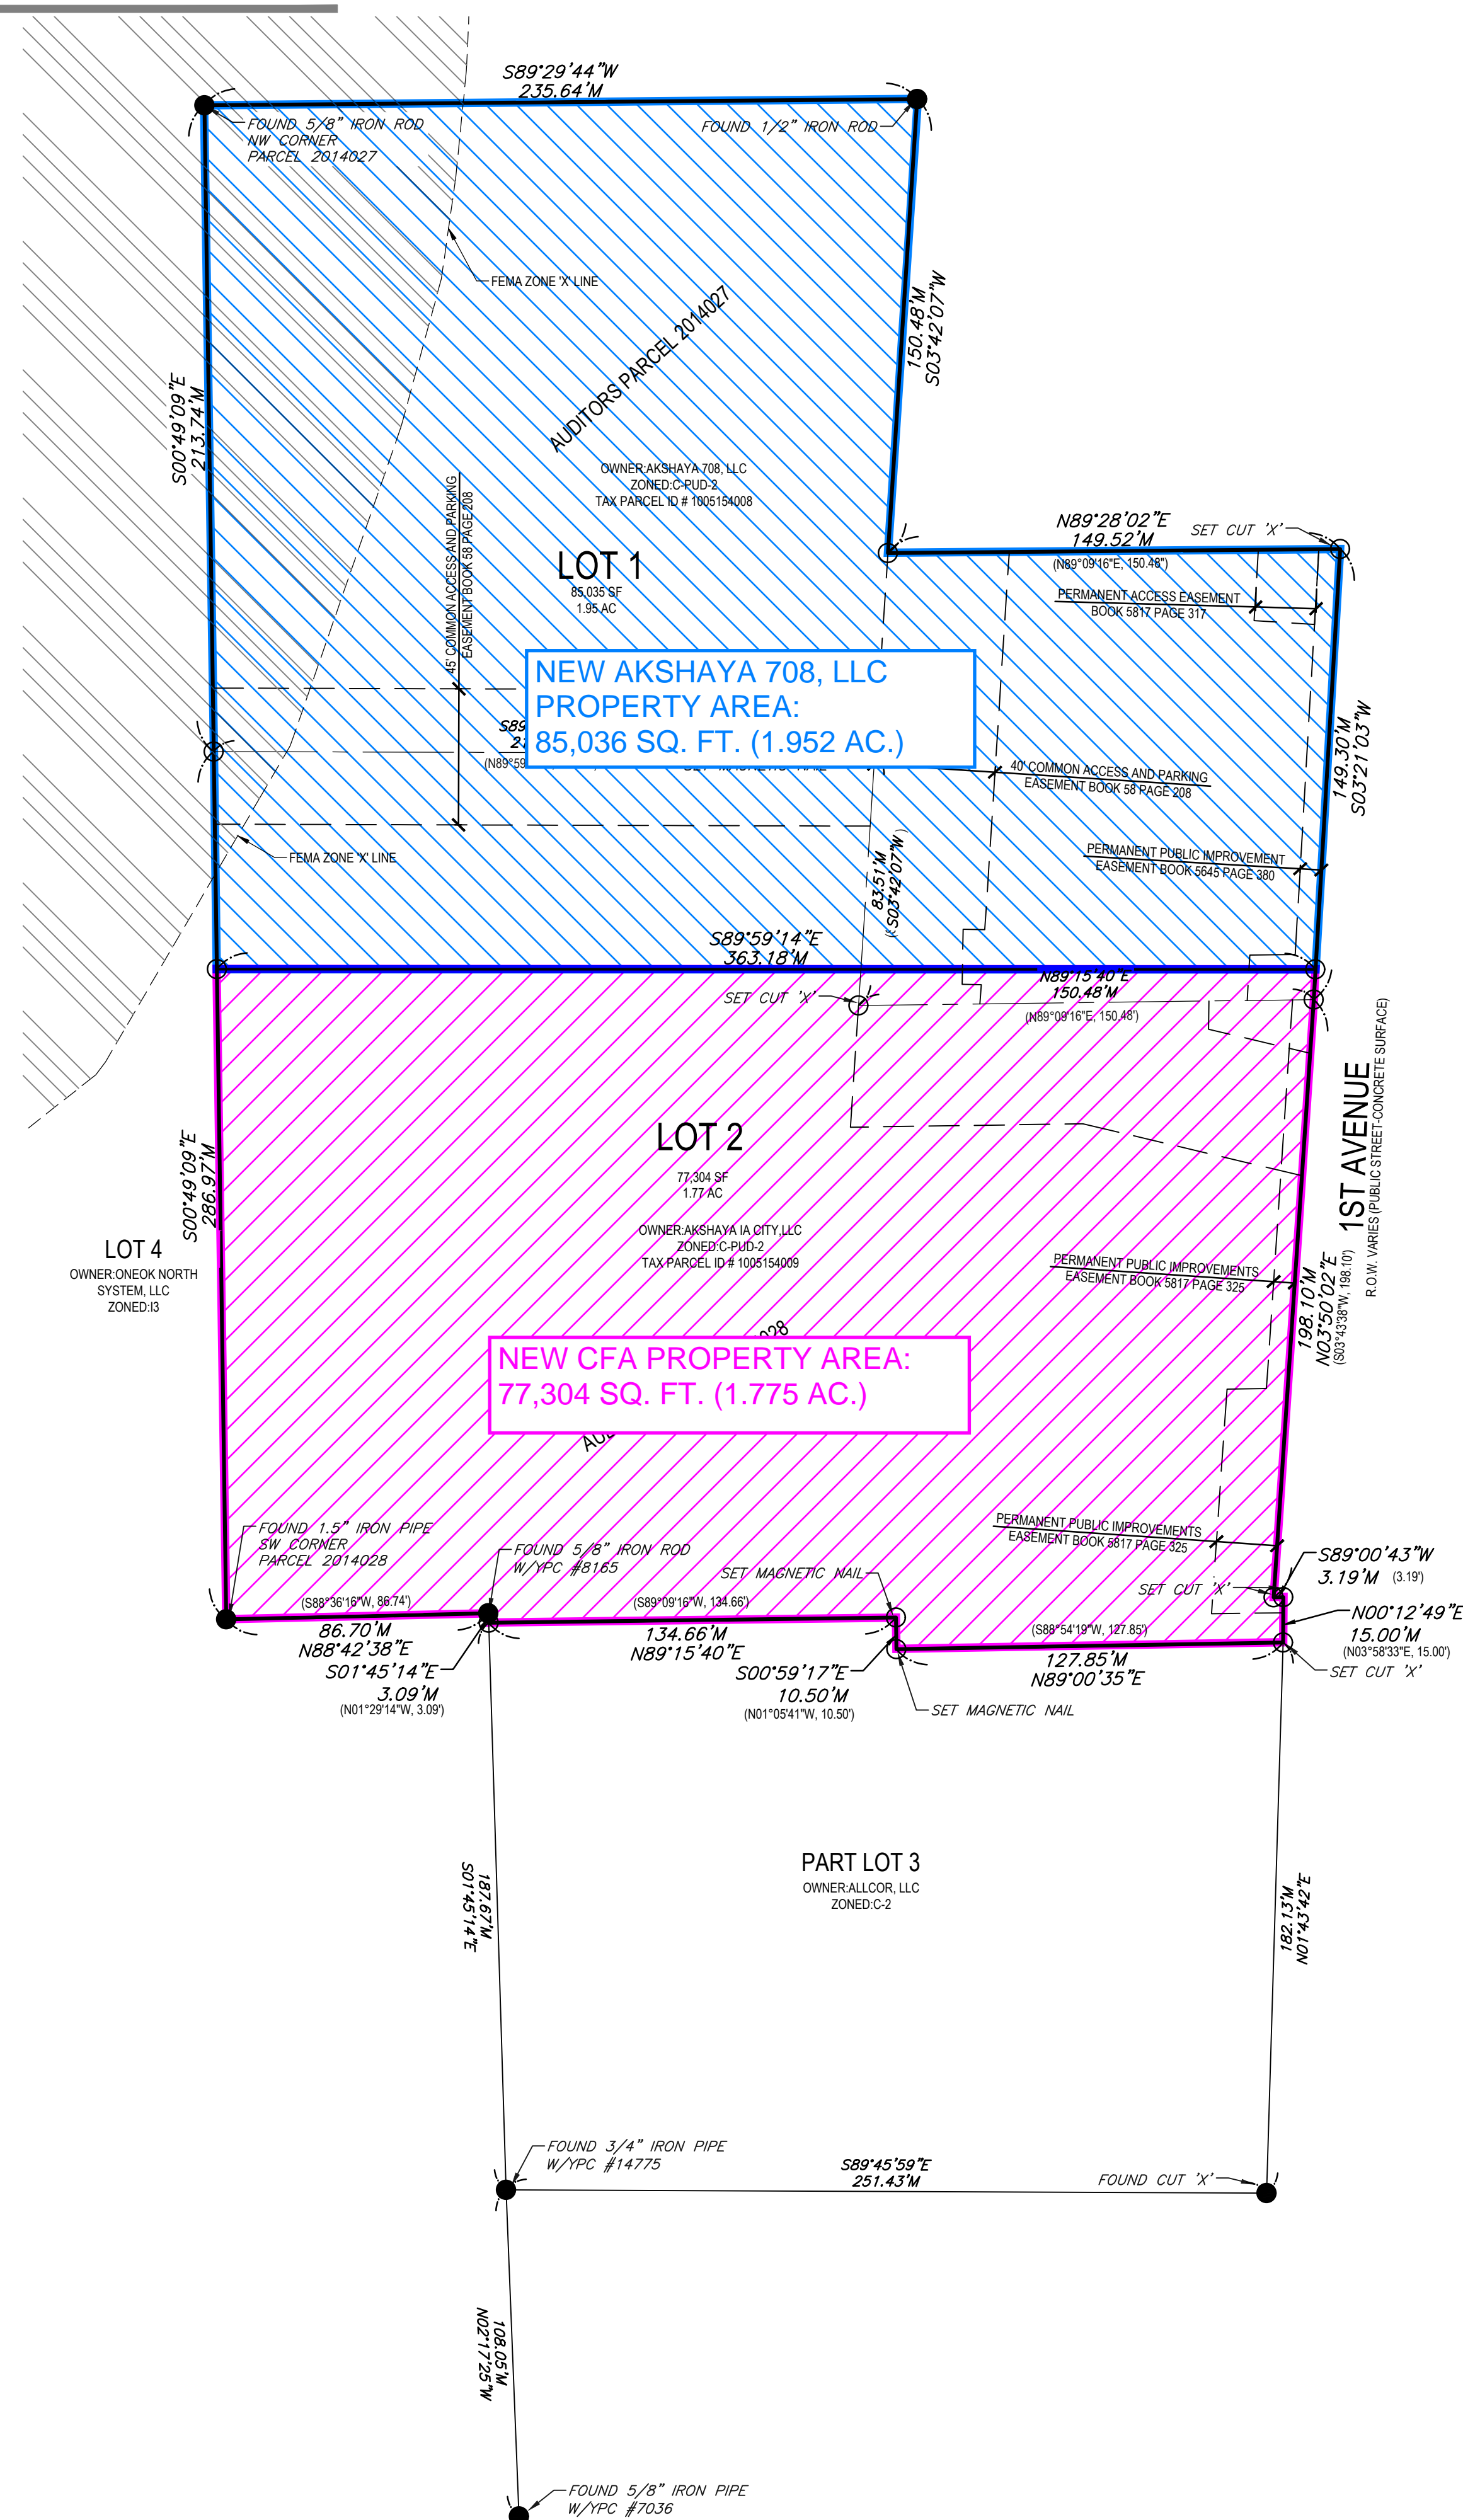 S89°29'44"W
235.64'M
FOUND 5/8" IRON ROD
NW CORNER
PARCEL 2014027
FOUND 1/2" IRON ROD
FEMA ZONE 'X' LINE
150.48'M
S03°42'07"W
S00°49'09"E
213.74'M
AUDITORS PARCEL 2014027
OWNER:AKSHAYA 708, LLC
ZONED:C-PUD-2
TAX PARCEL ID # 1005154008
45' COMMON ACCESS AND PARKING
EASEMENT BOOK 58 PAGE 208
N89°28'02"E
149.52'M
(N89°09'16"E, 150.48")
SET CUT 'X'
LOT 1
85,035 SF
1.95 AC
PERMANENT ACCESS EASEMENT
BOOK 5817 PAGE 317
NEW AKSHAYA 708, LLC
PROPERTY AREA:
85,036 SQ. FT. (1.952 AC.)
S89
(N89°59
149.30'M
S03°21'03"W
40' COMMON ACCESS AND PARKING
EASEMENT BOOK 58 PAGE 208
FEMA ZONE 'X' LINE
PERMANENT PUBLIC IMPROVEMENT
EASEMENT BOOK 5645 PAGE 380
83.51'M
(S03°42'07"W )
S89°59'14"E
363.18'M
N89°15'40"E
150.48'M
(N89°09'16"E, 150.48')
SET CUT 'X'
1ST AVENUE
R.O.W. VARIES (PUBLIC STREET-CONCRETE SURFACE)
LOT 2
77,304 SF
1.77 AC
OWNER:AKSHAYA IA CITY,LLC
ZONED:C-PUD-2
TAX PARCEL ID # 1005154009
S00°49'09"E
286.97'M
LOT 4
OWNER:ONEOK NORTH
SYSTEM, LLC
ZONED:I3
PERMANENT PUBLIC IMPROVEMENTS
EASEMENT BOOK 5817 PAGE 325
198.10'M
N03°50'02"E
(S03°43'38"W, 198.10')
NEW CFA PROPERTY AREA:
77,304 SQ. FT. (1.775 AC.)
FOUND 1.5" IRON PIPE
SW CORNER
PARCEL 2014028
FOUND 5/8" IRON ROD
W/YPC #8165
SET MAGNETIC NAIL
PERMANENT PUBLIC IMPROVEMENTS
EASEMENT BOOK 5817 PAGE 325
SET CUT 'X'
S89°00'43"W
3.19'M (3.19')
(S88°36'16"W, 86.74')
86.70'M
N88°42'38"E
(S89°09'16"W, 134.66')
134.66'M
N89°15'40"E
(S88°54'19"W, 127.85')
127.85'M
N89°00'35"E
N00°12'49"E
15.00'M
(N03°58'33"E, 15.00')
SET CUT 'X'
S01°45'14"E
3.09'M
(N01°29'14"W, 3.09')
S00°59'17"E
10.50'M
(N01°05'41"W, 10.50')
SET MAGNETIC NAIL
PART LOT 3
OWNER:ALLCOR, LLC
ZONED:C-2
187.67'M
S01°45'14"E
182.13'M
N01°43'42"E
FOUND 3/4" IRON PIPE
W/YPC #14775
S89°45'59"E
251.43'M
FOUND CUT 'X'
108.05'M
N02°17'25"W
FOUND 5/8" IRON PIPE
W/YPC #7036